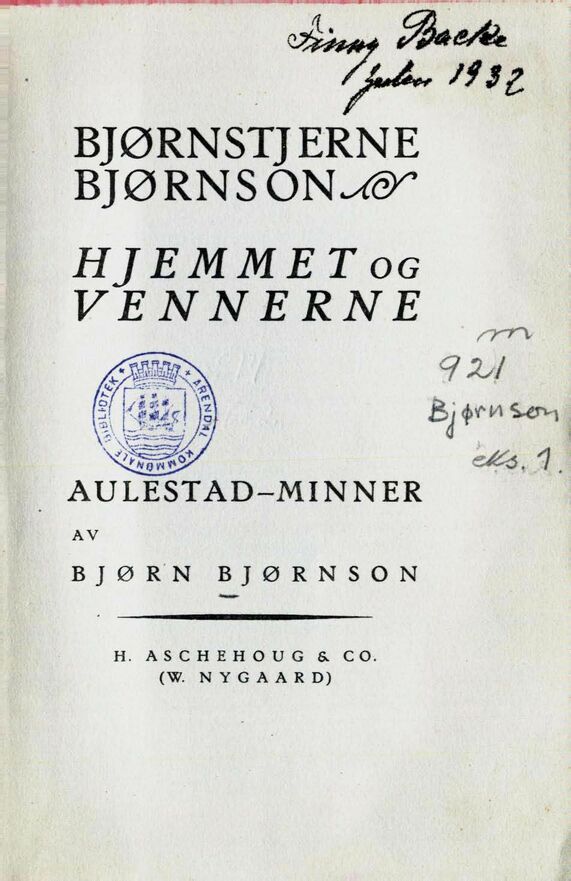 Finny Backe
Julen 1932
BJØRNSTJERNE
BJØRNSON
HJEMMET OG
VENNERNE
m
921
Bjørnson
eks. 1.
ARENDAL KOMMUNALE BIBLIOTEK
AULESTAD-MINNER
AV
BJØRN BJØRNSON
H. ASCHEHOUG & CO.
(W. NYGAARD)